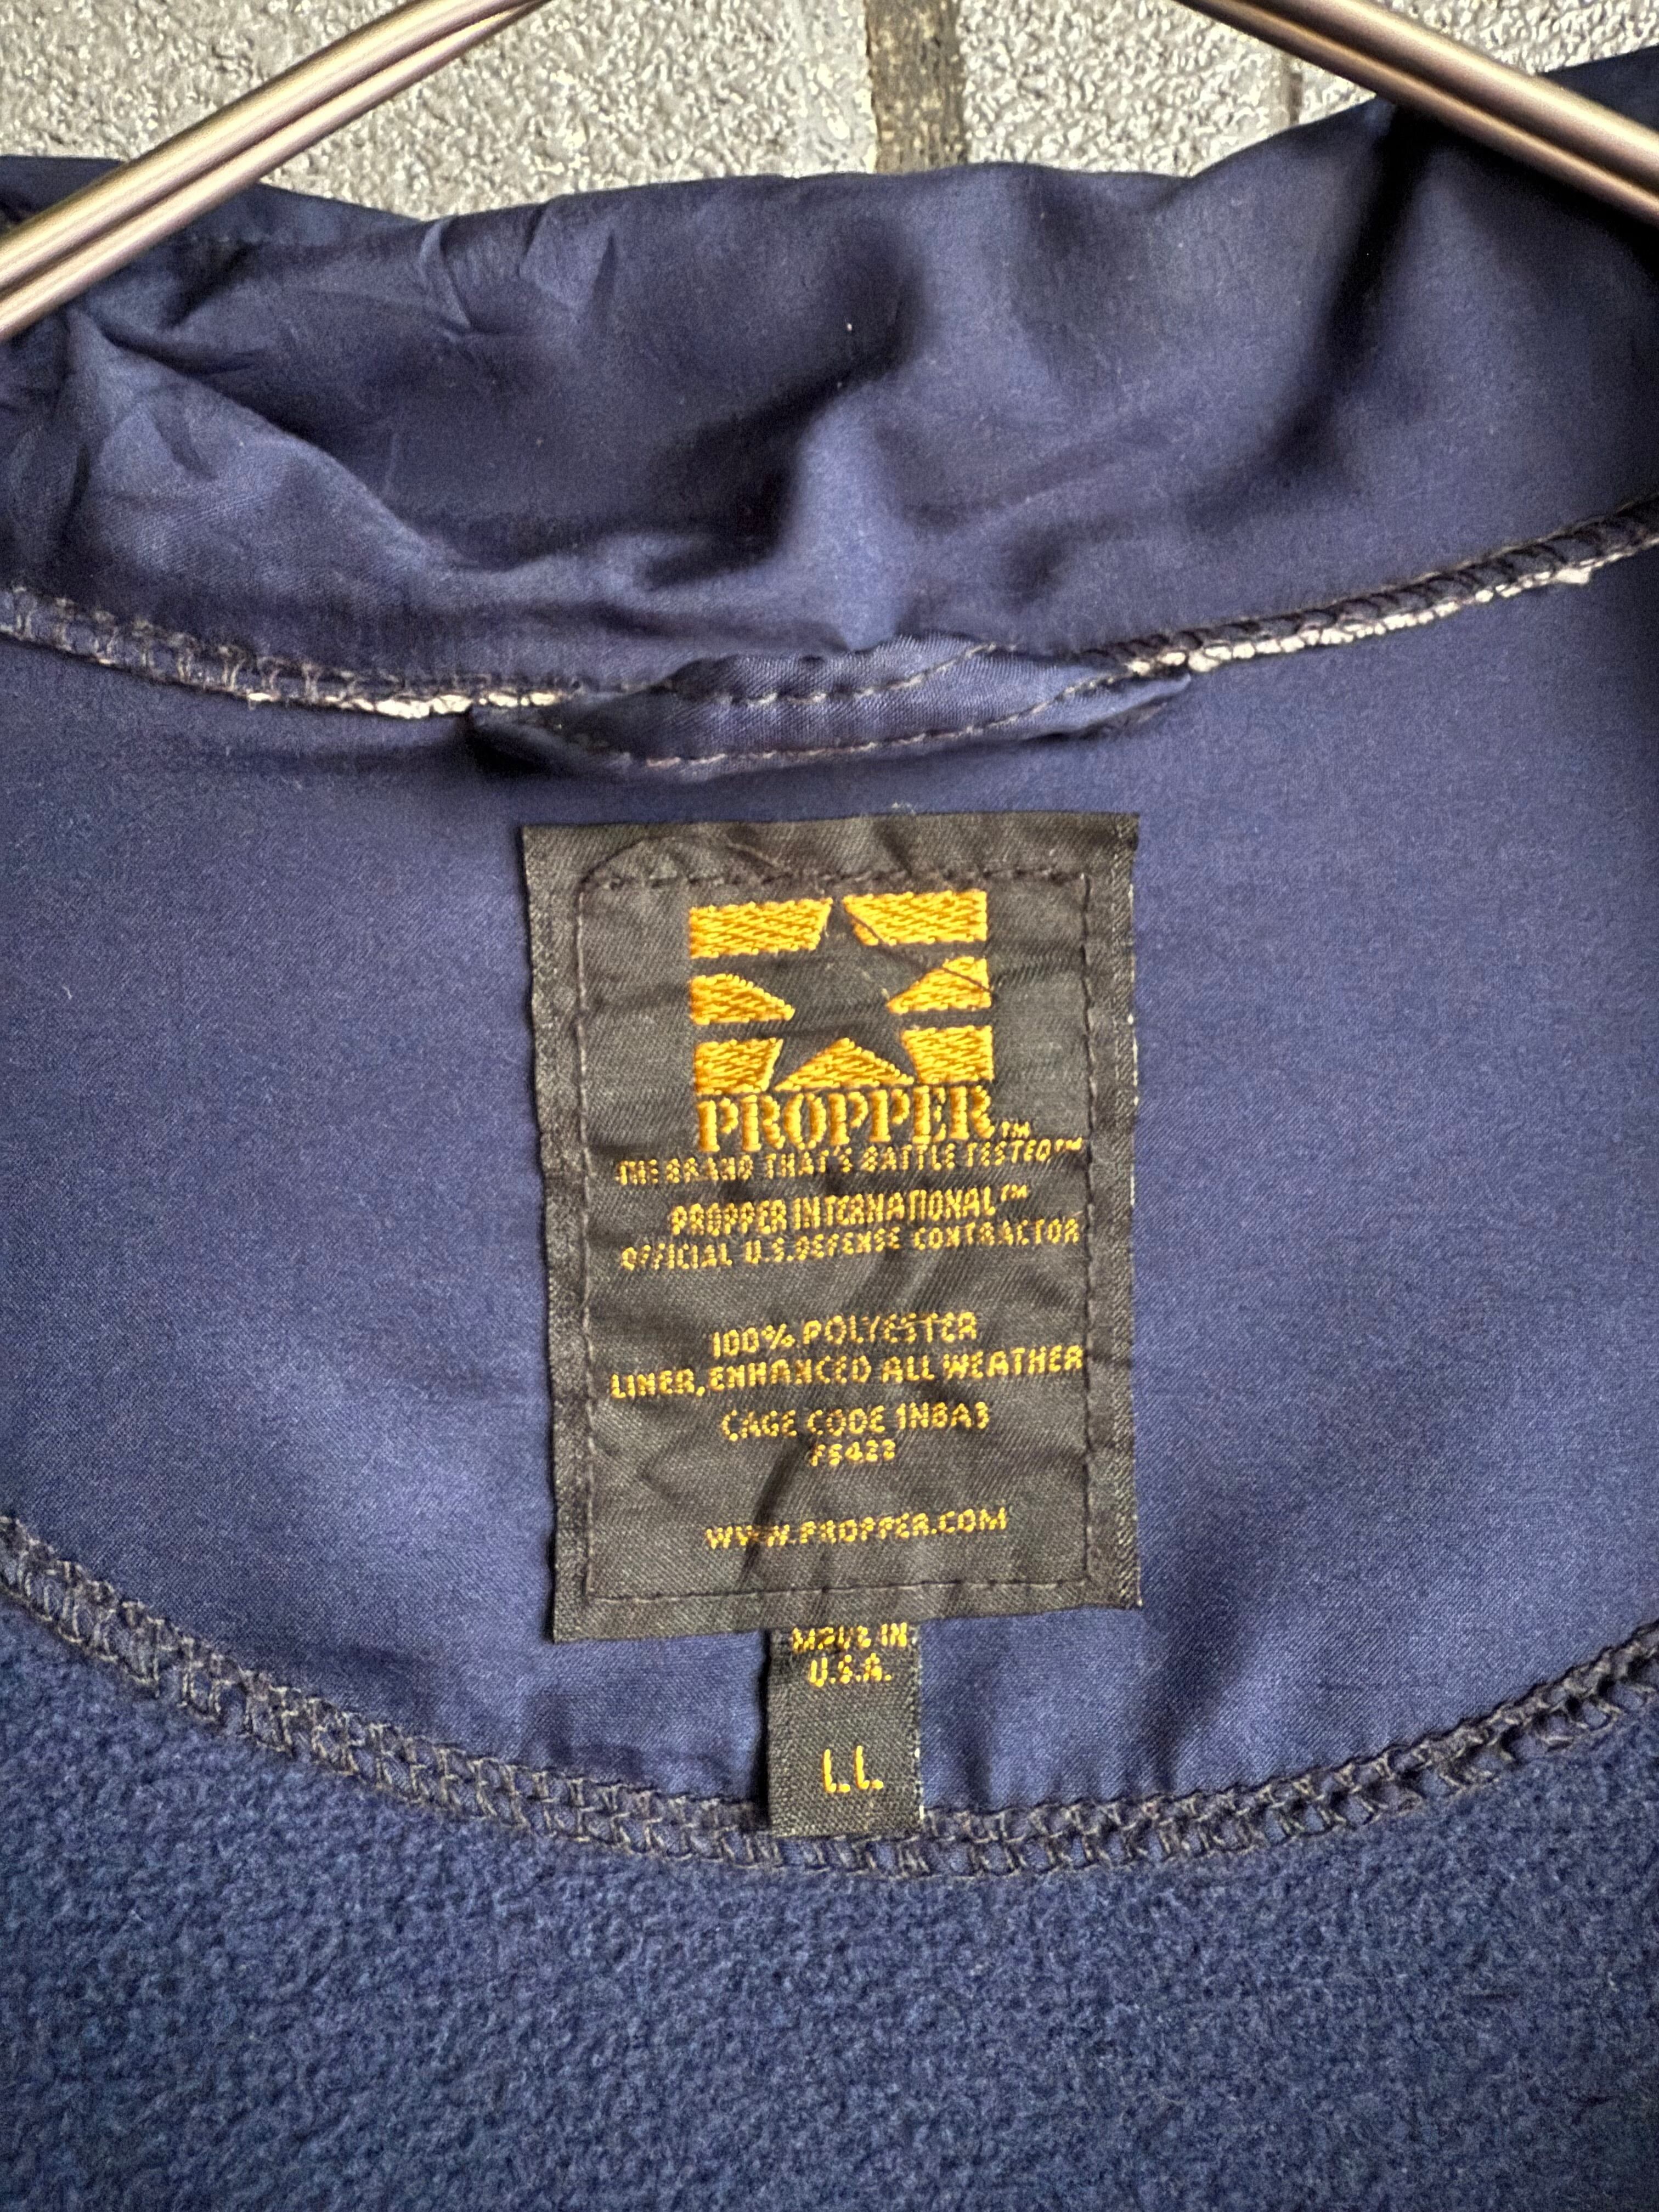 PROPPER™
THE BRAND THAT'S BATTLE TESTED™
PROPPER INTERNATIONAL™
OFFICIAL U.S. DEFENSE CONTRACTOR
100% POLYESTER
LINER, ENHANCED ALL WEATHER
CAGE CODE 1N8A3
WWW.PROPPER.COM
MADE IN
U.S.A.
LL